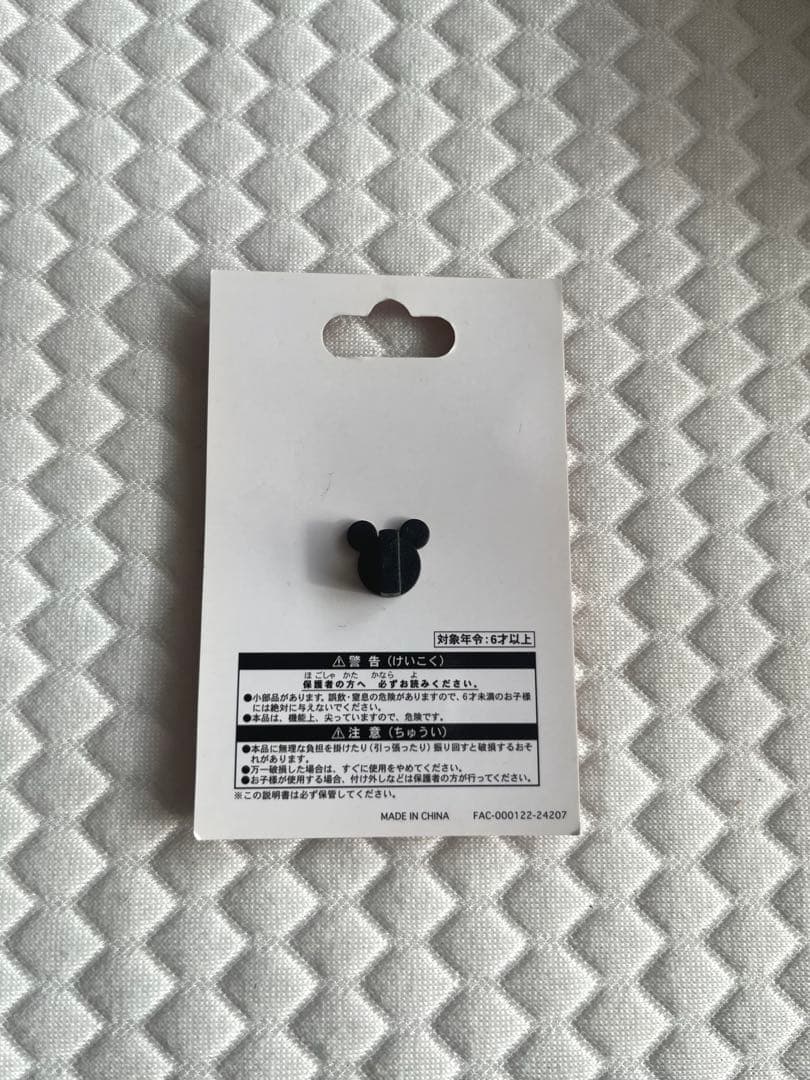 対象年令:6才以上
⚠警 告(けいこく)
ほごしゃ かた かなら よ
保護者の方へ 必ずお読みください。
●小部品があります。誤飲・窒息の危険がありますので、6才未満のお子様
には絶対に与えないでください。
●本品は、機能上、尖っていますので、危険です。
⚠注 意(ちゅうい)
●本品に無理な負担を掛けたり(引っ張ったり)振り回すと破損するおそ
れがあります。
●万一破損した場合は、すぐに使用をやめてください。
●お子様が使用する場合、付け外しなどは保護者の方が行ってください。
※この説明書は必ず保管してください。
MADE IN CHINA FAC-000122-24207